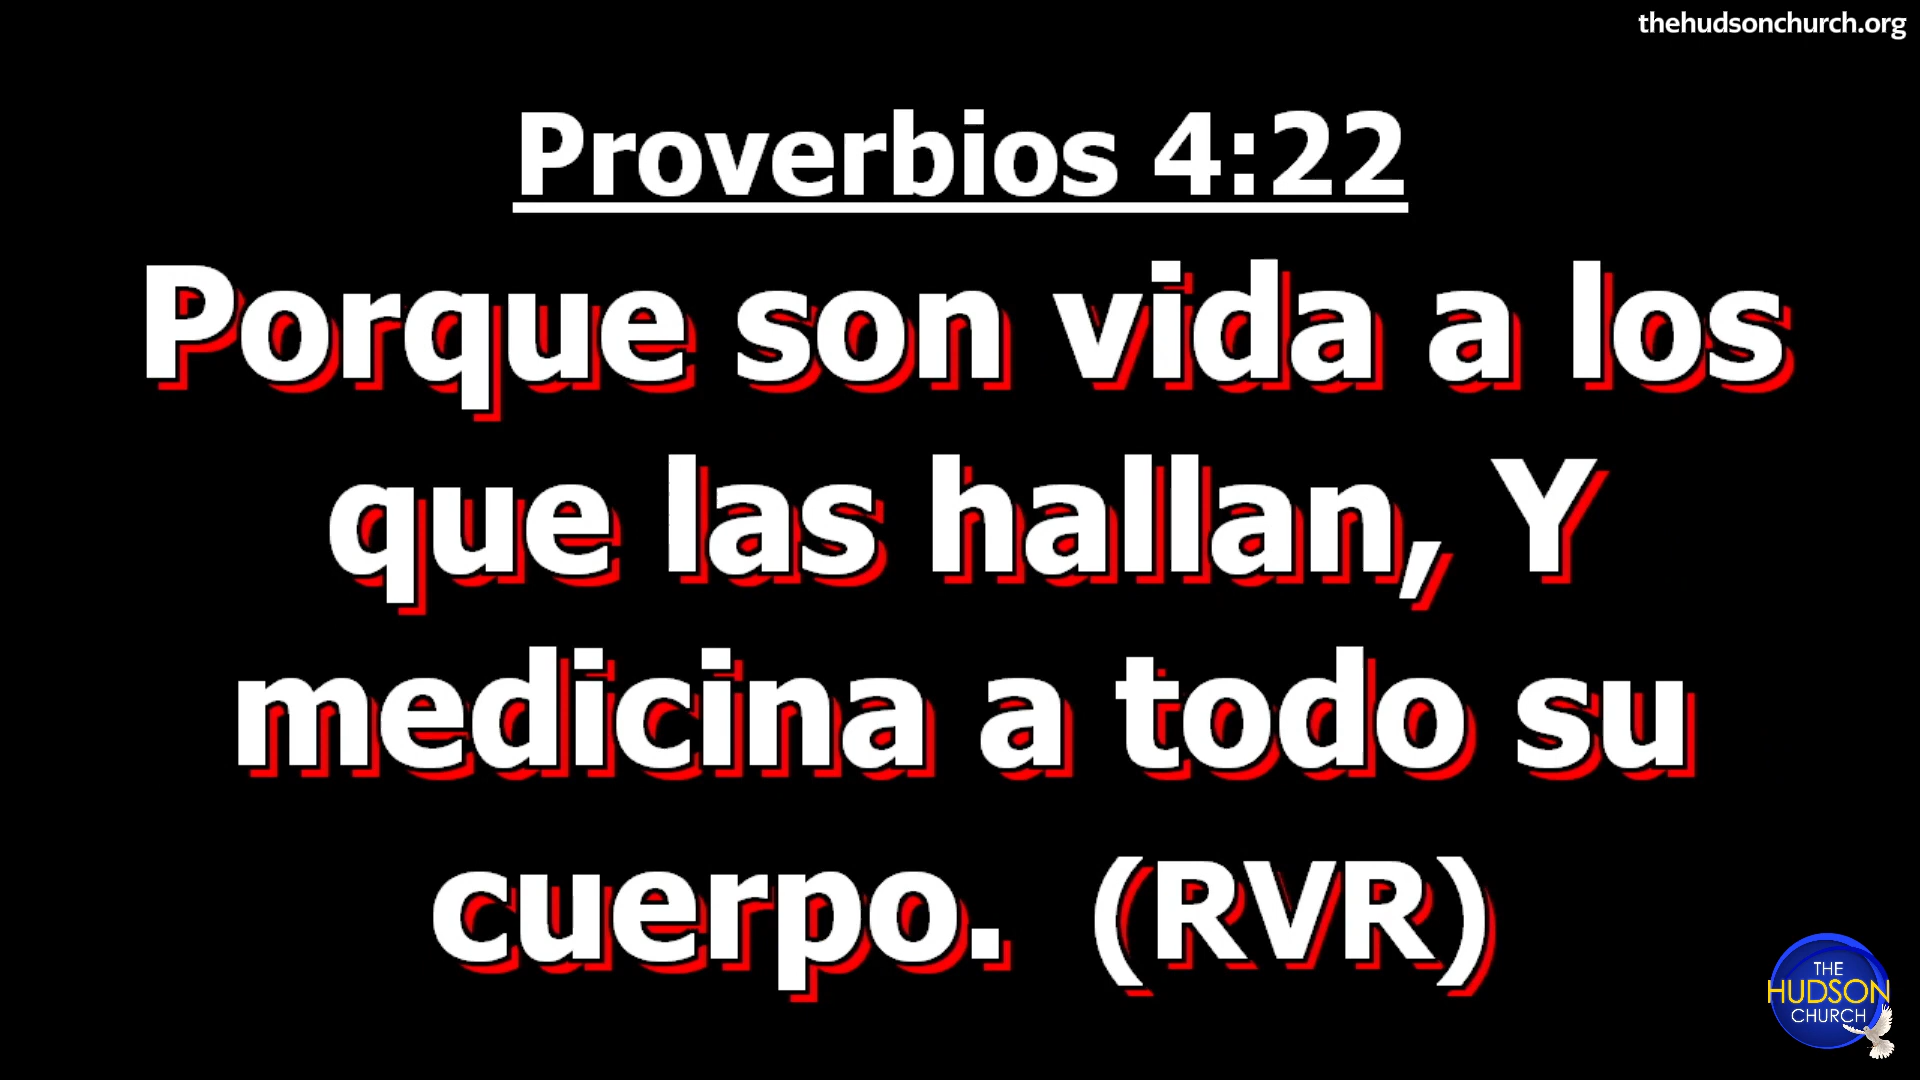 thehudsonchurch.org
Proverbios 4:22
Porque son vida a los
que las hallan, Y
medicina a todo su
cuerpo.  (RVR)
THE
HUDSON
CHURCH